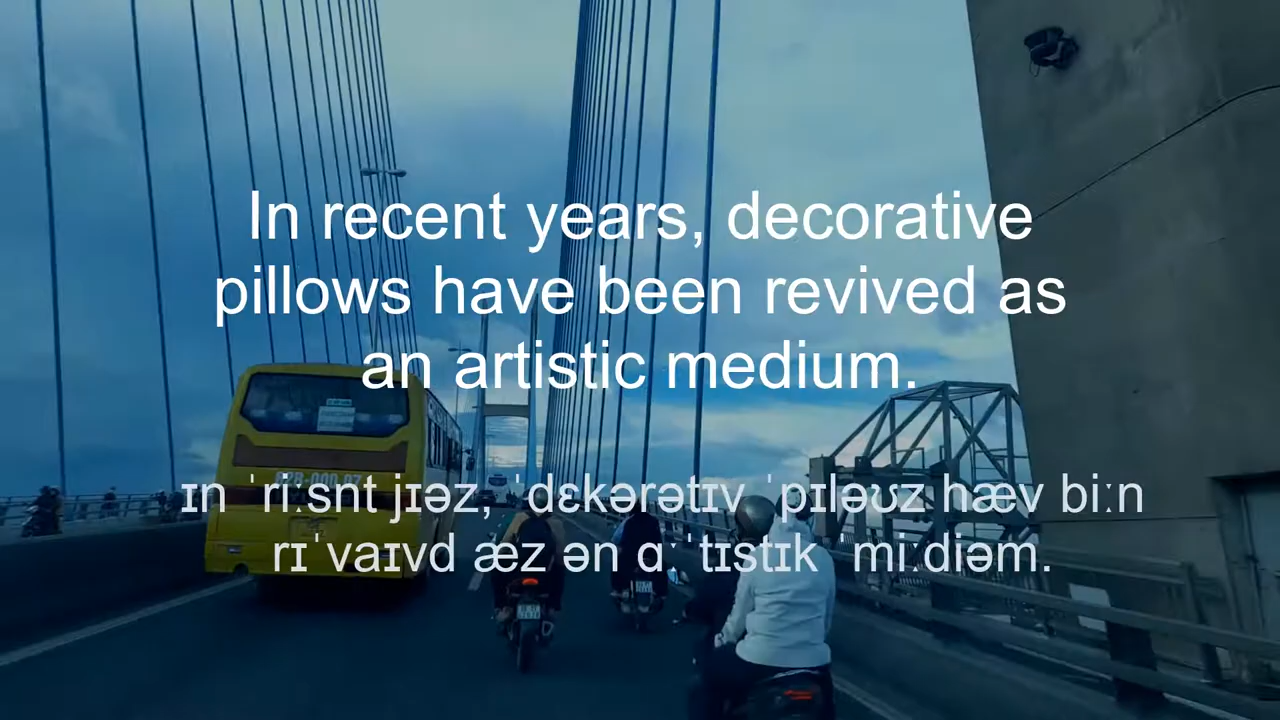 In recent years, decorative
pillows have been revived as
an artistic medium.
ɪn ˈriːsnt jɪəz, ˈdɛkərətɪv ˈpɪləʊz hæv biːn
rɪˈvaɪvd æz ən ɑːˈtɪstɪk ˈmiːdiəm.